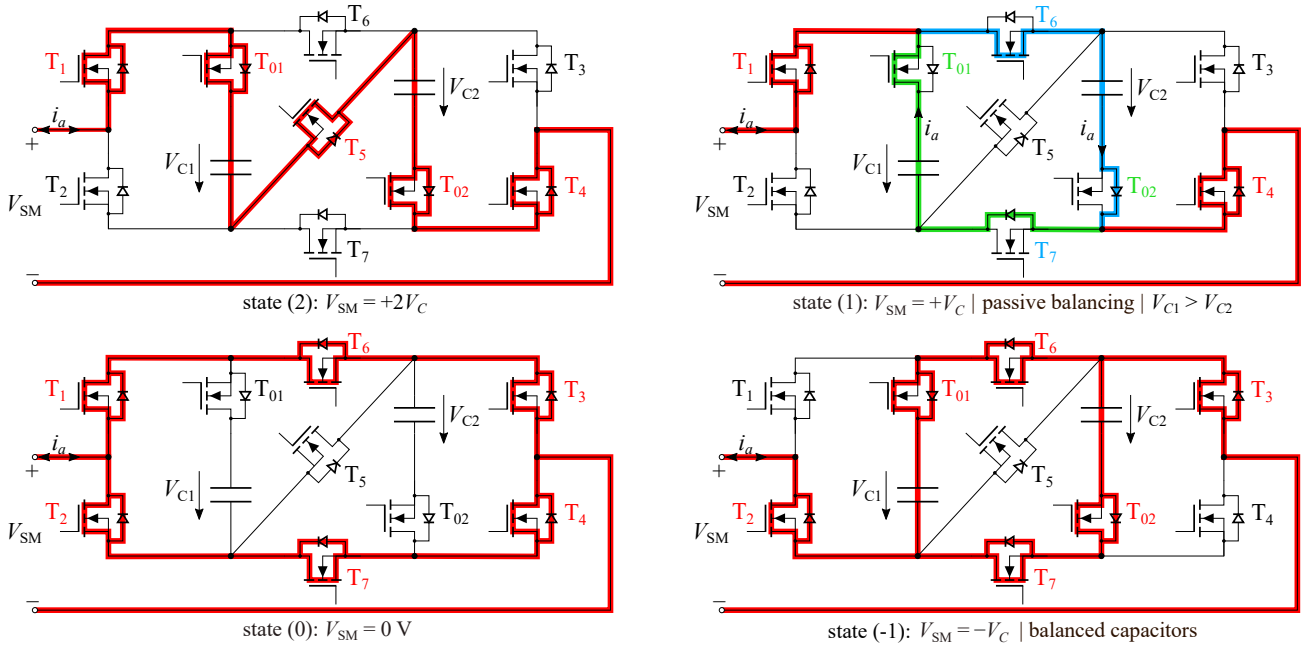 T6
T1
T01
T3
VC2
ia
+
T5
T2
VC1
T02
T4
VSM
T7
−
state (2): VSM = +2VC
T6
T1
T01
T3
VC2
ia
ia
ia
+
T5
T2
VC1
T02
T4
VSM
T7
−
state (1): VSM = +VC | passive balancing | VC1 > VC2
T6
T1
T01
T3
VC2
ia
+
T5
T2
VC1
T02
T4
VSM
T7
−
state (0): VSM = 0 V
T6
T1
T01
T3
VC2
ia
+
T5
T2
VC1
T02
T4
VSM
T7
−
state (-1): VSM = −VC | balanced capacitors